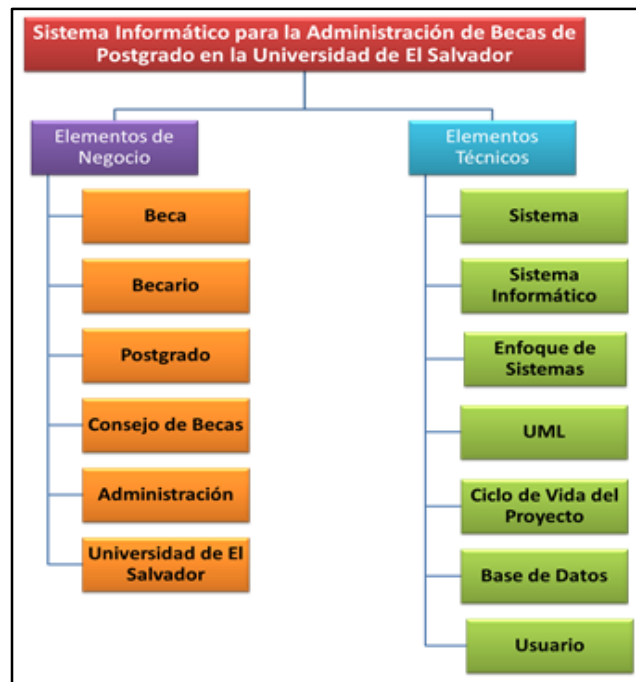 Sistema Informático para la Administración de Becas de
Postgrado en la Universidad de El Salvador
Elementos de
Negocio
Beca
Becario
Postgrado
Consejo de Becas
Administración
Universidad de El
Salvador
Elementos
Técnicos
Sistema
Sistema
Informático
Enfoque de
Sistemas
UML
Ciclo de Vida del
Proyecto
Base de Datos
Usuario